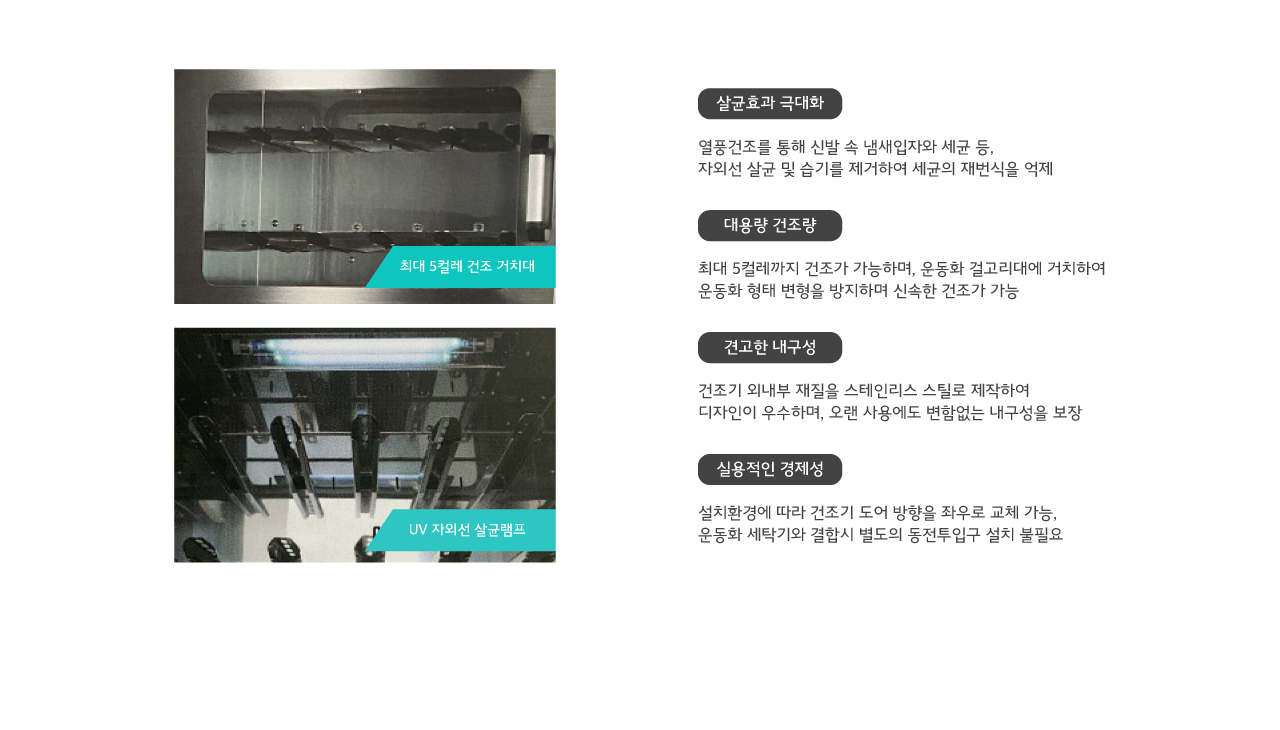 최대 5컬레 건조 거치대
UV 자외선 살균램프
살균효과 극대화
열풍건조를 통해 신발 속 냄새입자와 세균 등,
자외선 살균 및 습기를 제거하여 세균의 재번식을 억제
대용량 건조량
최대 5컬레까지 건조가 가능하며, 운동화 걸고리대에 거치하여
운동화 형태 변형을 방지하며 신속한 건조가 가능
견고한 내구성
건조기 외내부 재질을 스테인리스 스틸로 제작하여
디자인이 우수하며, 오랜 사용에도 변함없는 내구성을 보장
실용적인 경제성
설치환경에 따라 건조기 도어 방향을 좌우로 교체 가능,
운동화 세탁기와 결합시 별도의 동전투입구 설치 불필요